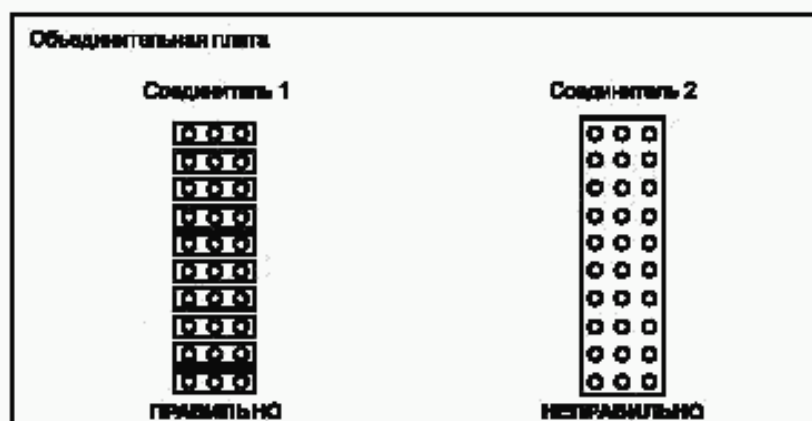 Объединительная плата
Соединитель 1
Соединитель 2
ПРАВИЛЬНО
НЕПРАВИЛЬНО